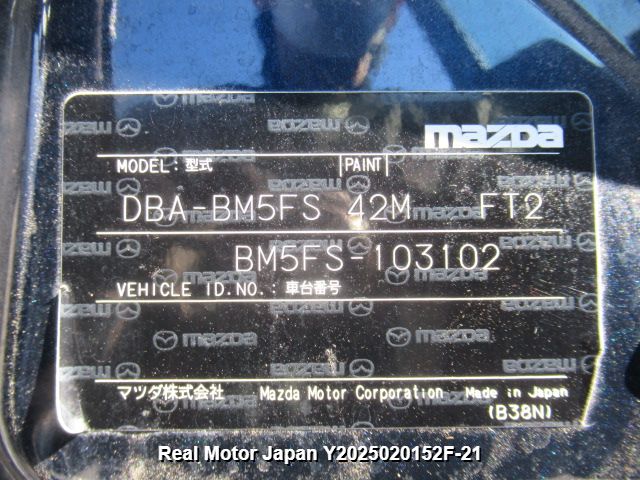 mazda
MODEL:型式 PAINT
DBA-BM5FS 42M FT2
BM5FS-103102
VEHICLE ID.NO.:車台番号
マツダ株式会社 Mazda Motor Corporation Made in Japan
(B38N)
Real Motor Japan Y2025020152F-21